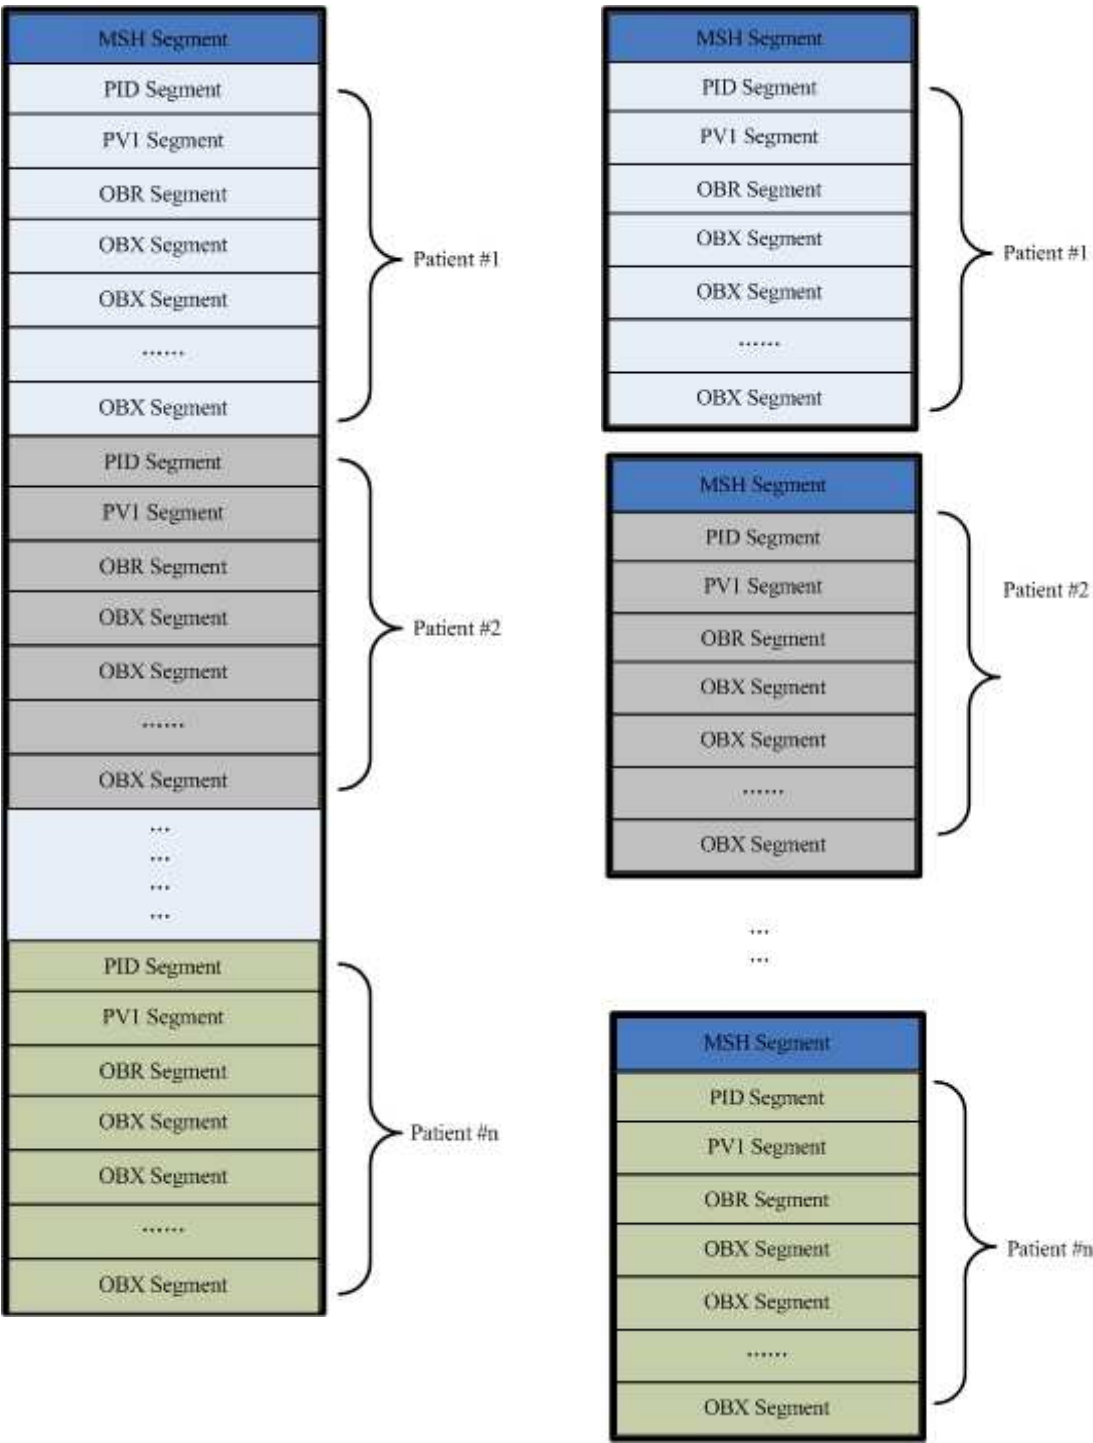 MSH Segment
PID Segment
PV1 Segment
OBR Segment
OBX Segment
OBX Segment
......
OBX Segment
Patient #1
PID Segment
PV1 Segment
OBR Segment
OBX Segment
OBX Segment
......
OBX Segment
Patient #2
...
...
...
...
PID Segment
PV1 Segment
OBR Segment
OBX Segment
OBX Segment
......
OBX Segment
Patient #n
MSH Segment
PID Segment
PV1 Segment
OBR Segment
OBX Segment
OBX Segment
......
OBX Segment
Patient #1
MSH Segment
PID Segment
PV1 Segment
OBR Segment
OBX Segment
OBX Segment
......
OBX Segment
Patient #2
...
...
MSH Segment
PID Segment
PV1 Segment
OBR Segment
OBX Segment
OBX Segment
......
OBX Segment
Patient #n